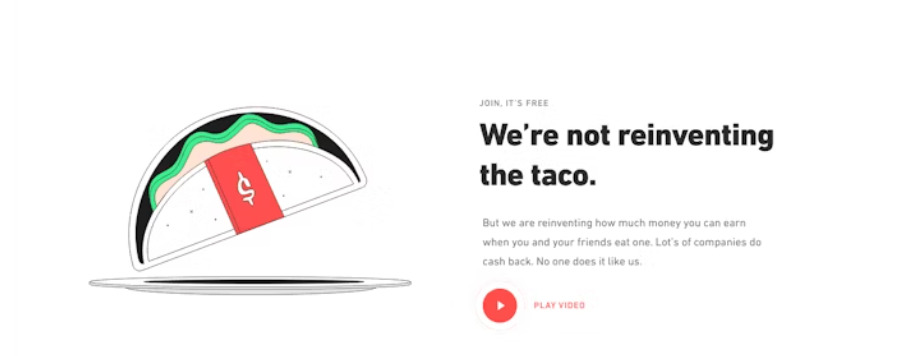 JOIN, IT'S FREE
We're not reinventing
the taco.
But we are reinventing how much money you can earn
when you and your friends eat one. Lot's of companies do
cash back. No one does it like us.
PLAY VIDEO